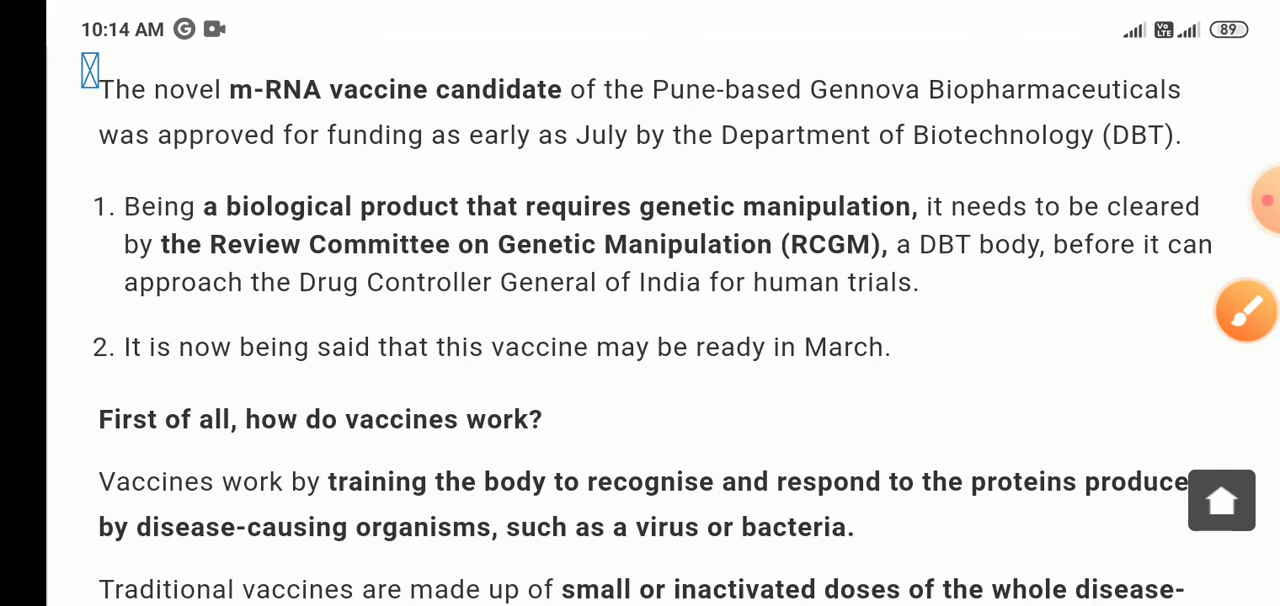 10:14 AM G Vo LTE 89
The novel m-RNA vaccine candidate of the Pune-based Gennova Biopharmaceuticals
was approved for funding as early as July by the Department of Biotechnology (DBT).
1. Being a biological product that requires genetic manipulation, it needs to be cleared
by the Review Committee on Genetic Manipulation (RCGM), a DBT body, before it can
approach the Drug Controller General of India for human trials.
2. It is now being said that this vaccine may be ready in March.
First of all, how do vaccines work?
Vaccines work by training the body to recognise and respond to the proteins produce
by disease-causing organisms, such as a virus or bacteria.
Traditional vaccines are made up of small or inactivated doses of the whole disease-